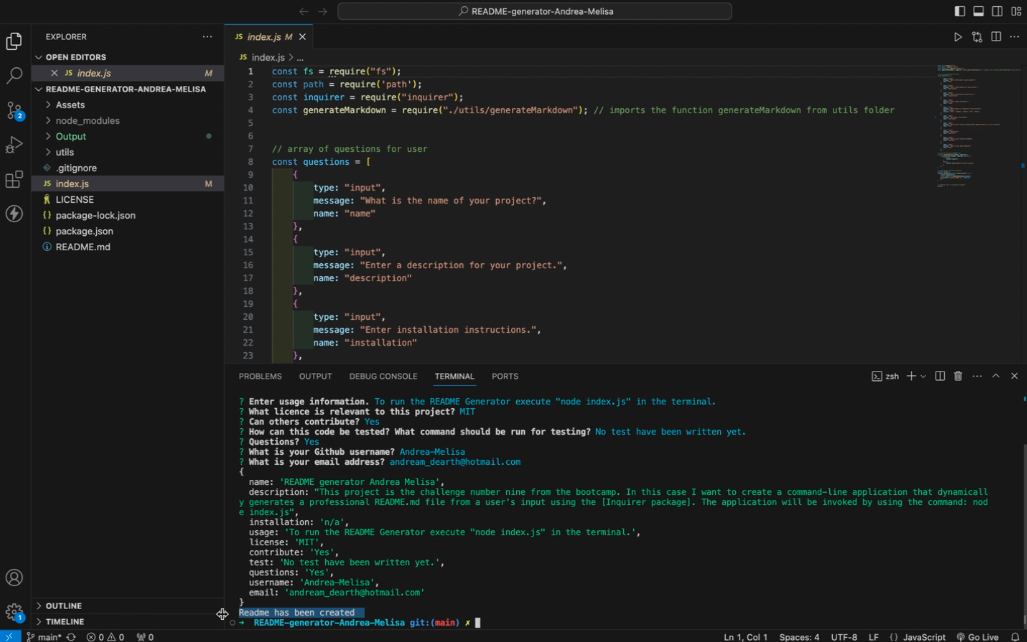 README-generator-Andrea-Melisa
EXPLORER
OPEN EDITORS
JS index.js M
README-GENERATOR-ANDREA-MELISA
Assets
node_modules
Output
utils
.gitignore
JS index.js M
LICENSE
{} package-lock.json
{} package.json
README.md
OUTLINE
TIMELINE
2
1
JS index.js M
JS index.js > ...
1 const fs = require("fs");
2 const path = require('path');
3 const inquirer = require("inquirer");
4 const generateMarkdown = require("./utils/generateMarkdown"); // imports the function generateMarkdown from utils folder
5
6
7 // array of questions for user
8 const questions = [
9 {
10 type: "input",
11 message: "What is the name of your project?",
12 name: "name"
13 },
14 {
15 type: "input",
16 message: "Enter a description for your project.",
17 name: "description"
18 },
19 {
20 type: "input",
21 message: "Enter installation instructions.",
22 name: "installation"
23 },
PROBLEMS OUTPUT DEBUG CONSOLE TERMINAL PORTS
zsh
? Enter usage information. To run the README Generator execute "node index.js" in the terminal.
? What licence is relevant to this project? MIT
? Can others contribute? Yes
? How can this code be tested? What command should be run for testing? No test have been written yet.
? Questions? Yes
? What is your Github username? Andrea-Melisa
? What is your email address? andream_dearth@hotmail.com
{
name: 'README generator Andrea Melisa',
description: "This project is the challenge number nine from the bootcamp. In this case I want to create a command-line application that dynamicall
y generates a professional README.md file from a user's input using the [Inquirer package]. The application will be invoked by using the command: nod
e index.js",
installation: 'n/a',
usage: 'To run the README Generator execute "node index.js" in the terminal.',
license: 'MIT',
contribute: 'Yes',
test: 'No test have been written yet.',
questions: 'Yes',
username: 'Andrea-Melisa',
email: 'andream_dearth@hotmail.com'
}
Readme has been created
→ README-generator-Andrea-Melisa git:(main) ✗
main* 0 0 0 Ln 1, Col 1 Spaces: 4 UTF-8 LF {} JavaScript Go Live